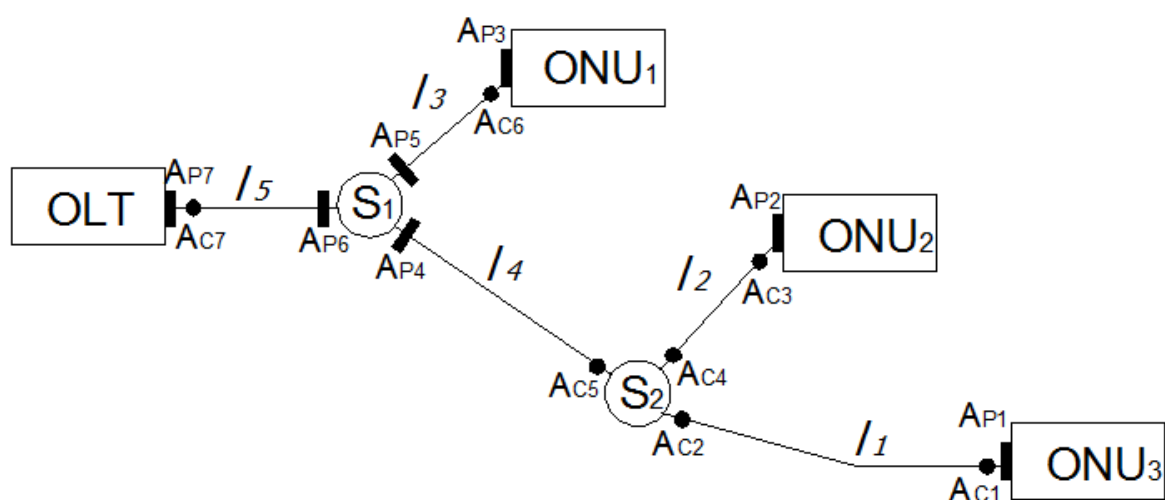 AP3
ONU1
l3
AC6
AP5
AP7
l5
OLT
S1
AC7
AP6
AP4
l4
AP2
ONU2
l2
AC3
AC5
S2
AC4
AC2
l1
AP1
ONU3
AC1